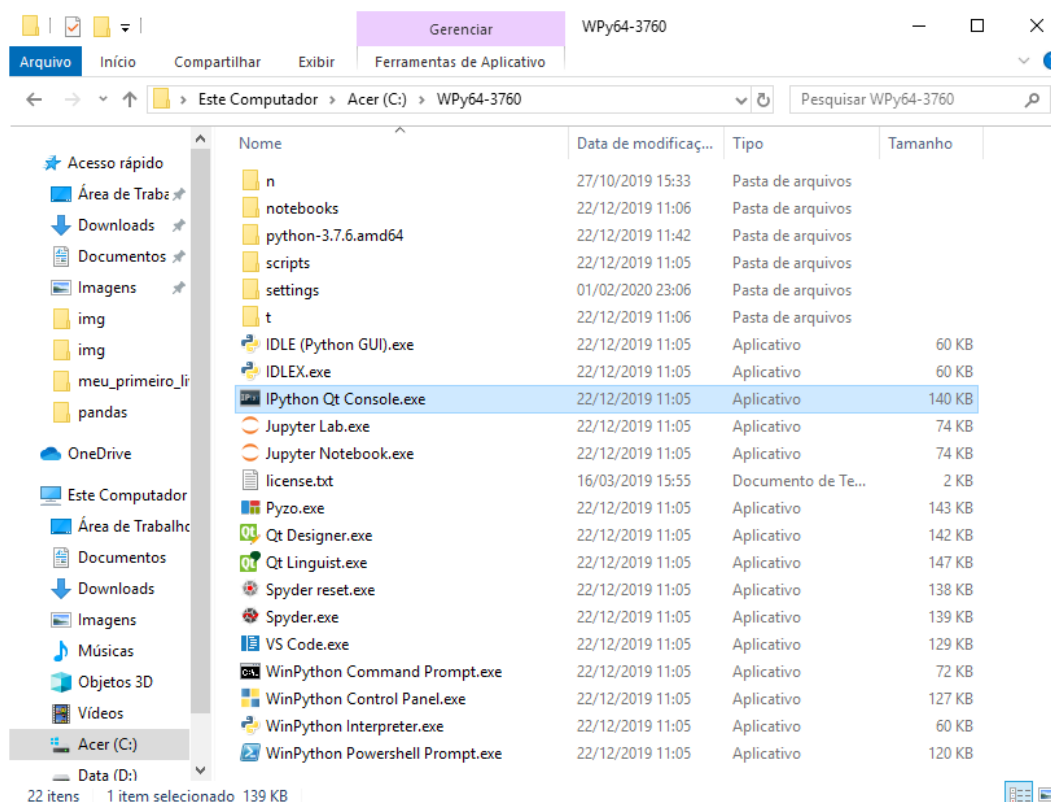 Gerenciar
WPy64-3760
Arquivo Início Compartilhar Exibir Ferramentas de Aplicativo
Este Computador > Acer (C:) > WPy64-3760
Pesquisar WPy64-3760
Acesso rápido
Área de Traba
Downloads
Documentos
Imagens
img
img
meu_primeiro_li
pandas
OneDrive
Este Computador
Área de Trabalho
Documentos
Downloads
Imagens
Músicas
Objetos 3D
Vídeos
Acer (C:)
Data (D:)
Nome Data de modificaç... Tipo Tamanho
n 27/10/2019 15:33 Pasta de arquivos
notebooks 22/12/2019 11:06 Pasta de arquivos
python-3.7.6.amd64 22/12/2019 11:42 Pasta de arquivos
scripts 22/12/2019 11:05 Pasta de arquivos
settings 01/02/2020 23:06 Pasta de arquivos
t 22/12/2019 11:06 Pasta de arquivos
IDLE (Python GUI).exe 22/12/2019 11:05 Aplicativo 60 KB
IDLEX.exe 22/12/2019 11:05 Aplicativo 60 KB
IPython Qt Console.exe 22/12/2019 11:05 Aplicativo 140 KB
Jupyter Lab.exe 22/12/2019 11:05 Aplicativo 74 KB
Jupyter Notebook.exe 22/12/2019 11:05 Aplicativo 74 KB
license.txt 16/03/2019 15:55 Documento de Te... 2 KB
Pyzo.exe 22/12/2019 11:05 Aplicativo 143 KB
Qt Designer.exe 22/12/2019 11:05 Aplicativo 142 KB
Qt Linguist.exe 22/12/2019 11:05 Aplicativo 147 KB
Spyder reset.exe 22/12/2019 11:05 Aplicativo 138 KB
Spyder.exe 22/12/2019 11:05 Aplicativo 139 KB
VS Code.exe 22/12/2019 11:05 Aplicativo 129 KB
WinPython Command Prompt.exe 22/12/2019 11:05 Aplicativo 72 KB
WinPython Control Panel.exe 22/12/2019 11:05 Aplicativo 127 KB
WinPython Interpreter.exe 22/12/2019 11:05 Aplicativo 60 KB
WinPython Powershell Prompt.exe 22/12/2019 11:05 Aplicativo 120 KB
22 itens 1 item selecionado 139 KB